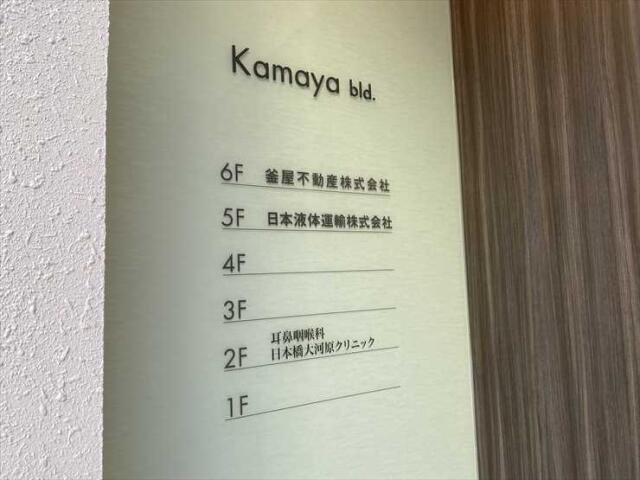 Kamaya bld.
6F 釜屋不動産株式会社
5F 日本液体運輸株式会社
4F
3F
耳鼻咽喉科
2F 日本橋大河原クリニック
1F